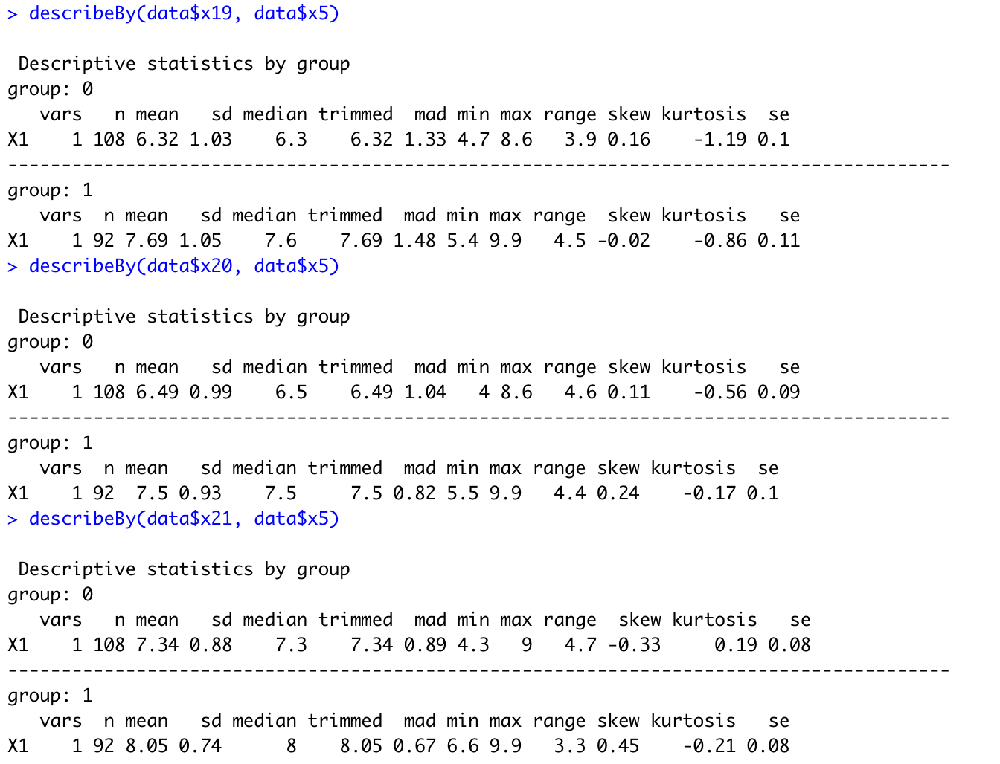 > describeBy(data$x19, data$x5)

 Descriptive statistics by group
group: 0
   vars   n mean   sd median trimmed  mad min max range skew kurtosis  se
X1    1 108 6.32 1.03    6.3    6.32 1.33 4.7 8.6   3.9 0.16    -1.19 0.1
----------------------------------------------------------------------------------------
group: 1
   vars  n mean   sd median trimmed  mad min max range  skew kurtosis   se
X1    1 92 7.69 1.05    7.6    7.69 1.48 5.4 9.9   4.5 -0.02    -0.86 0.11
> describeBy(data$x20, data$x5)

 Descriptive statistics by group
group: 0
   vars   n mean   sd median trimmed  mad min max range skew kurtosis   se
X1    1 108 6.49 0.99    6.5    6.49 1.04   4 8.6   4.6 0.11    -0.56 0.09
----------------------------------------------------------------------------------------
group: 1
   vars  n mean   sd median trimmed  mad min max range skew kurtosis  se
X1    1 92  7.5 0.93    7.5     7.5 0.82 5.5 9.9   4.4 0.24    -0.17 0.1
> describeBy(data$x21, data$x5)

 Descriptive statistics by group
group: 0
   vars   n mean   sd median trimmed  mad min max range  skew kurtosis   se
X1    1 108 7.34 0.88    7.3    7.34 0.89 4.3   9   4.7 -0.33     0.19 0.08
----------------------------------------------------------------------------------------
group: 1
   vars  n mean   sd median trimmed  mad min max range skew kurtosis   se
X1    1 92 8.05 0.74      8    8.05 0.67 6.6 9.9   3.3 0.45    -0.21 0.08